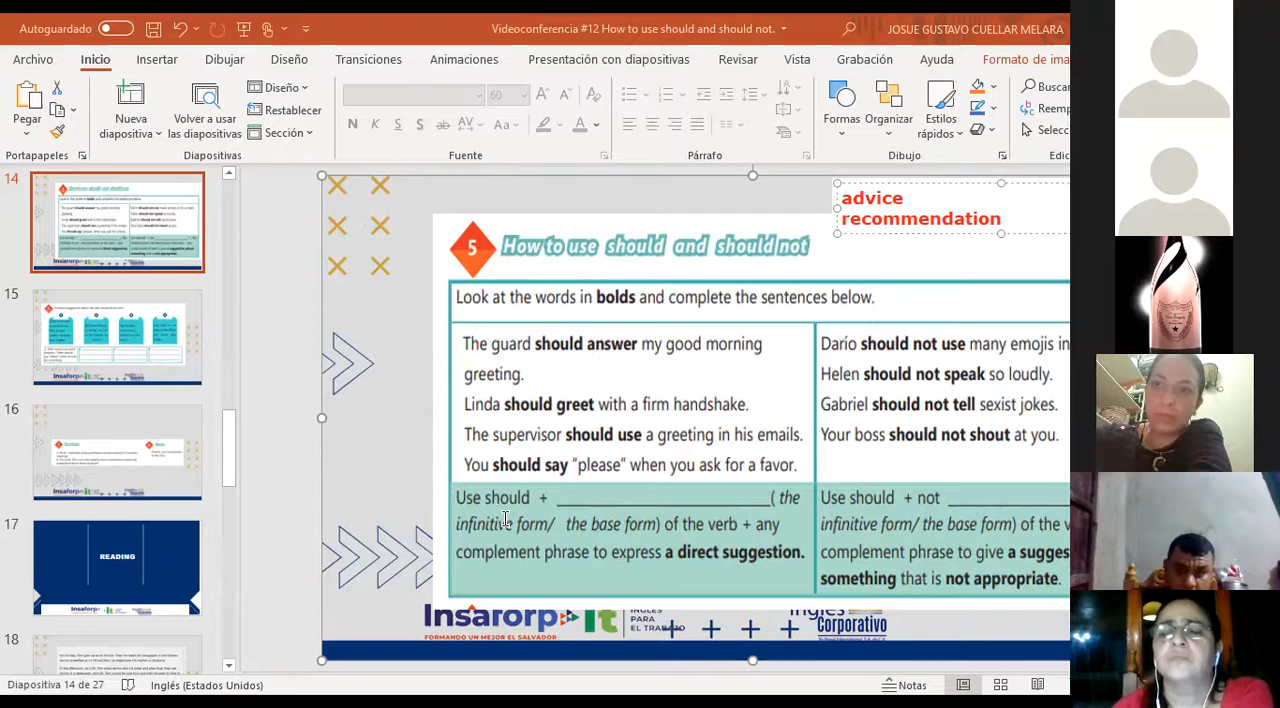 Autoguardado
Videoconferencia #12 How to use should and should not.
JOSUE GUSTAVO CUELLAR MELARA
Archivo Inicio Insertar Dibujar Diseño Transiciones Animaciones Presentación con diapositivas Revisar Vista Grabación Ayuda Formato de ima
Pegar
Nueva diapositiva
Volver a usar las diapositivas
Diseño
Restablecer
Sección
60
N K S S ab AV Aa A
Formas
Organizar
Estilos rápidos
Buscar
Reemp
Selecc
Portapapeles Diapositivas Fuente Párrafo Dibujo Edic
14
15
16
17
READING
18
advice
recommendation
5 How to use should and should not
Look at the words in bolds and complete the sentences below.
The guard should answer my good morning
greeting.
Linda should greet with a firm handshake.
The supervisor should use a greeting in his emails.
You should say “please” when you ask for a favor.
Darío should not use many emojis in
Helen should not speak so loudly.
Gabriel should not tell sexist jokes.
Your boss should not shout at you.
Use should + ____________________( the
infinitive form/ the base form) of the verb + any
complement phrase to express a direct suggestion.
Use should + not ____________________
infinitive form/ the base form) of the v
complement phrase to give a sugges
something that is not appropriate.
Insaforp it
FORMANDO UN MEJOR EL SALVADOR
INGLÉS
PARA
EL TRABAJO
Inglés
Corporativo
Diapositiva 14 de 27
Inglés (Estados Unidos)
Notas